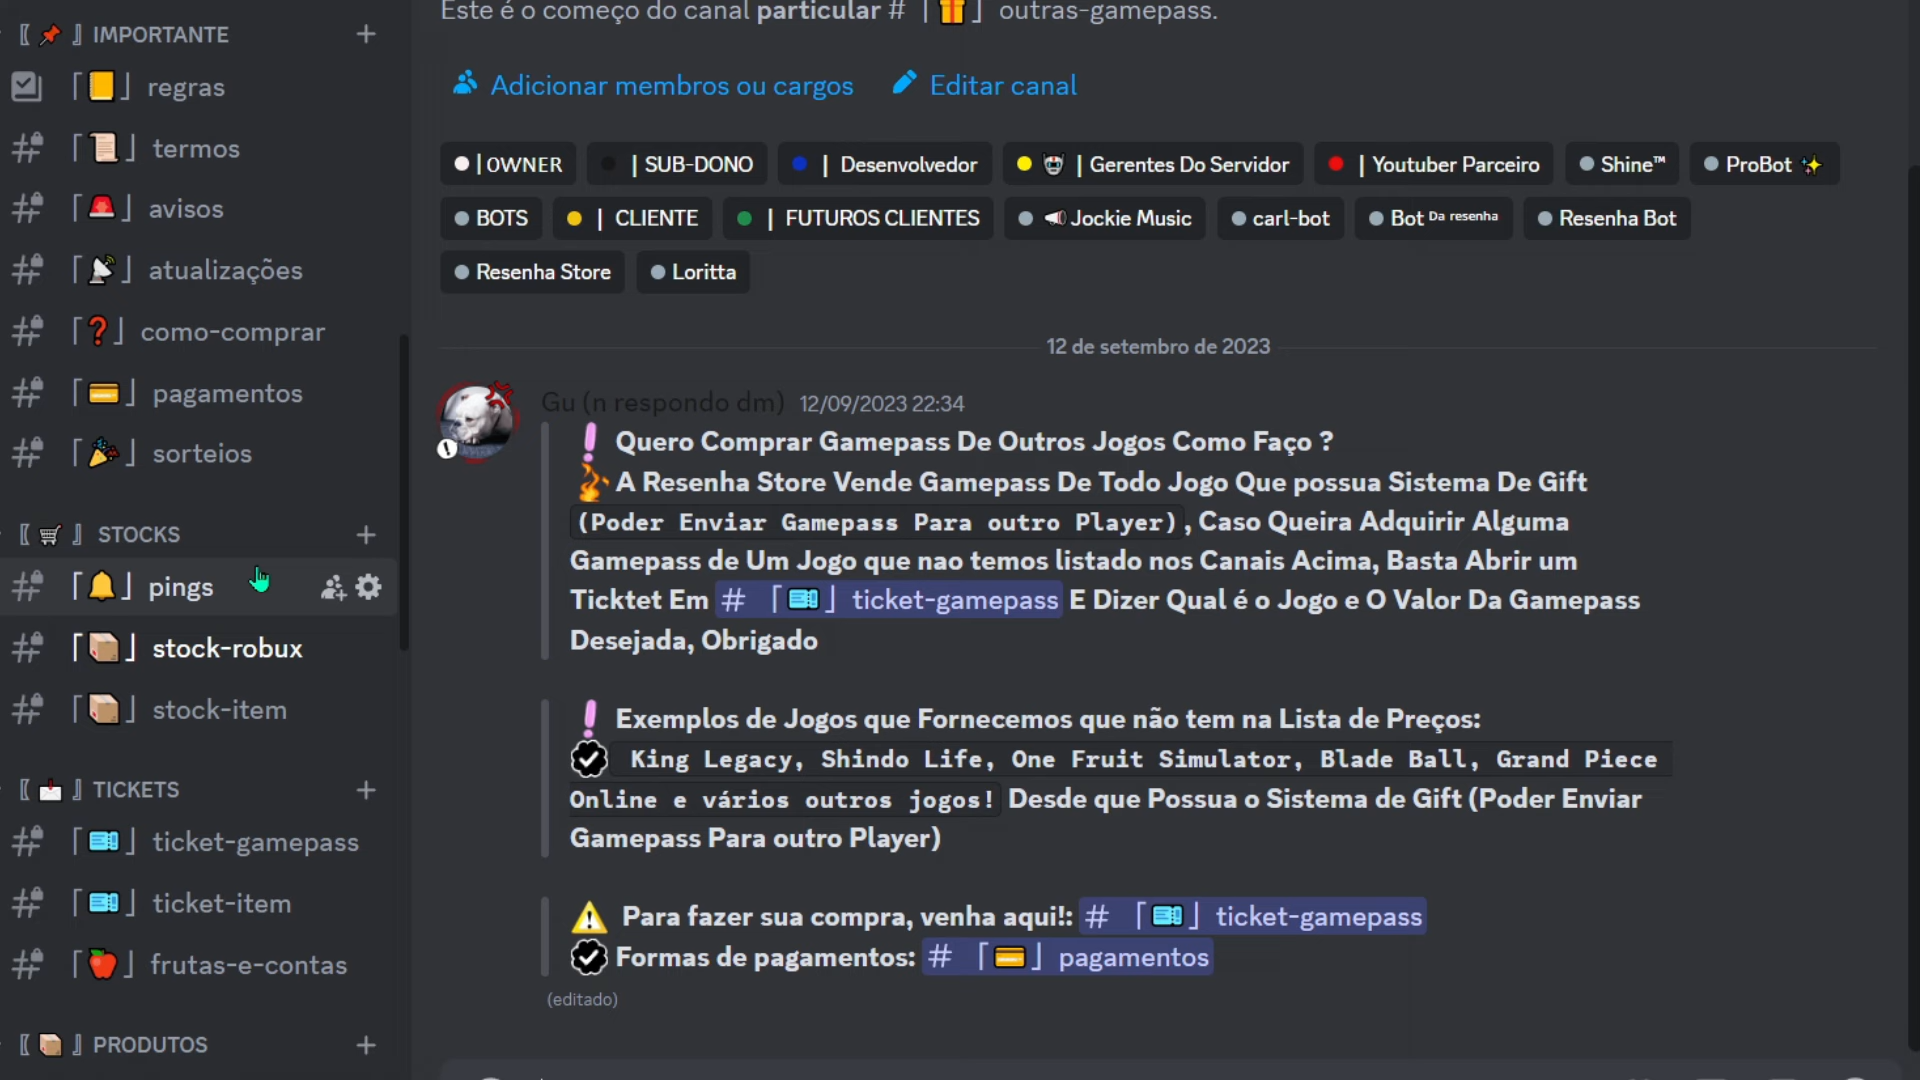 IMPORTANTE
regras
termos
avisos
atualizações
como-comprar
pagamentos
sorteios
STOCKS
pings
stock-robux
stock-item
TICKETS
ticket-gamepass
ticket-item
frutas-e-contas
PRODUTOS
Este é o começo do canal particular # ⎡🎁⎦ outras-gamepass.
Adicionar membros ou cargos Editar canal
| OWNER | SUB-DONO | Desenvolvedor | Gerentes Do Servidor | Youtuber Parceiro Shine™ ProBot ✨
BOTS | CLIENTE | FUTUROS CLIENTES Jockie Music carl-bot Bot Da resenha Resenha Bot
Resenha Store Loritta
12 de setembro de 2023
Gu (n respondo dm) 12/09/2023 22:34
❗ Quero Comprar Gamepass De Outros Jogos Como Faço ?
A Resenha Store Vende Gamepass De Todo Jogo Que possua Sistema De Gift
(Poder Enviar Gamepass Para outro Player), Caso Queira Adquirir Alguma
Gamepass de Um Jogo que nao temos listado nos Canais Acima, Basta Abrir um
Ticktet Em # ⎡🎫⎦ ticket-gamepass E Dizer Qual é o Jogo e O Valor Da Gamepass
Desejada, Obrigado
❗ Exemplos de Jogos que Fornecemos que não tem na Lista de Preços:
King Legacy, Shindo Life, One Fruit Simulator, Blade Ball, Grand Piece
Online e vários outros jogos! Desde que Possua o Sistema de Gift (Poder Enviar
Gamepass Para outro Player)
⚠️ Para fazer sua compra, venha aqui!: # ⎡🎫⎦ ticket-gamepass
Formas de pagamentos: # ⎡💳⎦ pagamentos
(editado)